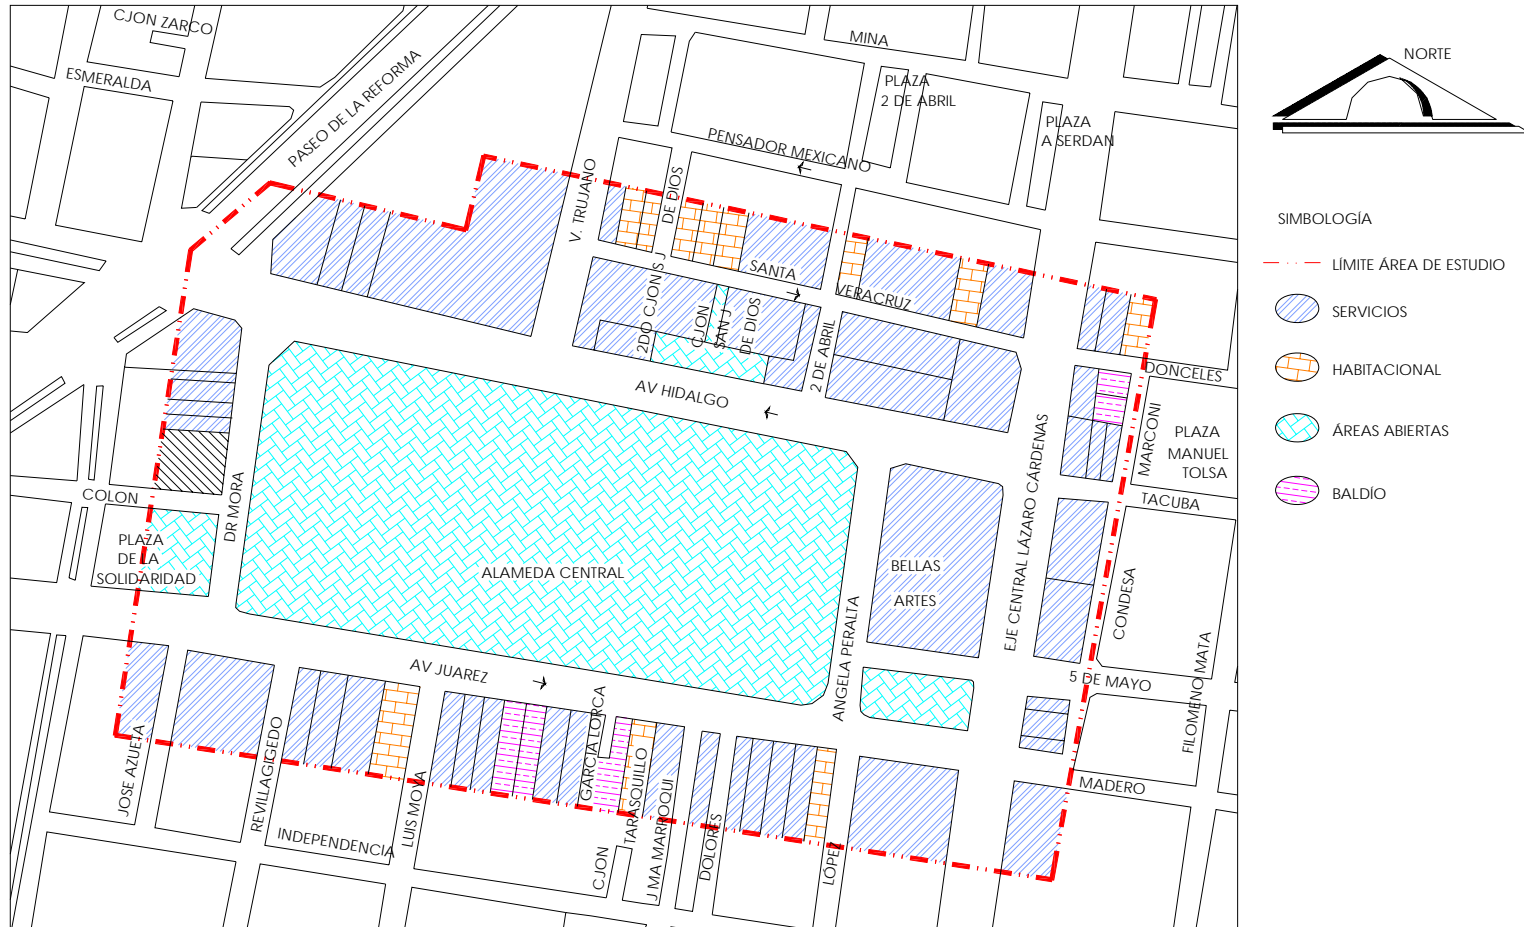 CJON ZARCO
MINA
NORTE
ESMERALDA
PLAZA
2 DE ABRIL
PASEO DE LA REFORMA
PLAZA
A SERDAN
PENSADOR MEXICANO
V. TRUJANO
DE DIOS
SIMBOLOGÍA
LÍMITE ÁREA DE ESTUDIO
SANTA
VERACRUZ
SERVICIOS
2DO CJON S J
CJON
SAN J
DE DIOS
2 DE ABRIL
DONCELES
HABITACIONAL
AV HIDALGO
MARCONI
PLAZA
MANUEL
TOLSA
ÁREAS ABIERTAS
BALDÍO
COLON
DR MORA
TACUBA
EJE CENTRAL LÁZARO CÁRDENAS
PLAZA
DE LA
SOLIDARIDAD
ALAMEDA CENTRAL
BELLAS
ARTES
CONDESA
ANGELA PERALTA
FILOMENO MATA
AV JUAREZ
5 DE MAYO
JOSE AZUETA
REVILLAGIGEDO
LUIS MOYA
GARCIA LORCA
CJON
TARASQUILLO
J MA MARROQUI
DOLORES
LÓPEZ
MADERO
INDEPENDENCIA